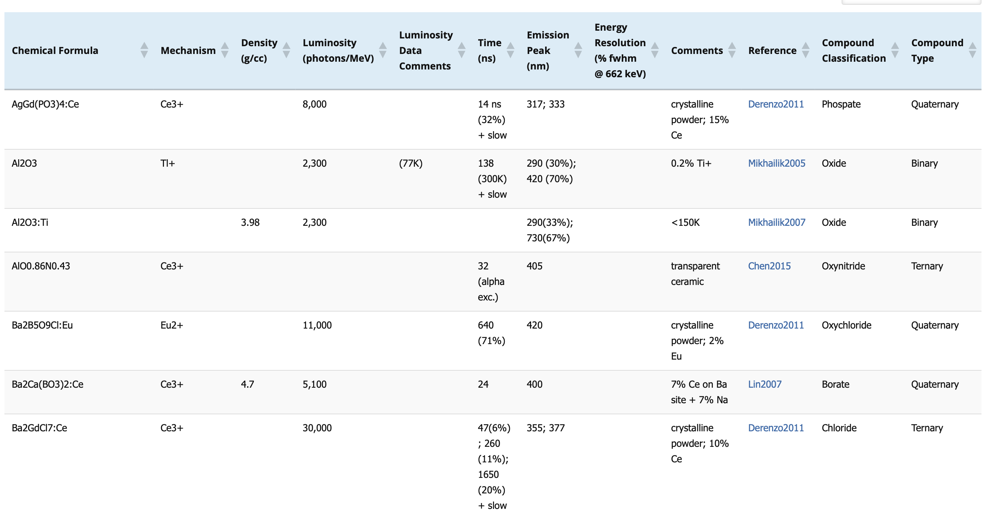 Chemical Formula
Mechanism
Density
(g/cc)
Luminosity
(photons/MeV)
Luminosity
Data
Comments
Time
(ns)
Emission
Peak
(nm)
Energy
Resolution
(% fwhm
@ 662 keV)
Comments
Reference
Compound
Classification
Compound
Type
AgGd(PO3)4:Ce
Ce3+
8,000
14 ns
(32%)
+ slow
317; 333
crystalline
powder; 15%
Ce
Derenzo2011
Phospate
Quaternary
Al2O3
Tl+
2,300
(77K)
138
(300K)
+ slow
290 (30%);
420 (70%)
0.2% Ti+
Mikhailik2005
Oxide
Binary
Al2O3:Ti
3.98
2,300
290(33%);
730(67%)
<150K
Mikhailik2007
Oxide
Binary
AlO0.86N0.43
Ce3+
32
(alpha
exc.)
405
transparent
ceramic
Chen2015
Oxynitride
Ternary
Ba2B5O9Cl:Eu
Eu2+
11,000
640
(71%)
420
crystalline
powder; 2%
Eu
Derenzo2011
Oxychloride
Quaternary
Ba2Ca(BO3)2:Ce
Ce3+
4.7
5,100
24
400
7% Ce on Ba
site + 7% Na
Lin2007
Borate
Quaternary
Ba2GdCl7:Ce
Ce3+
30,000
47(6%)
; 260
(11%);
1650
(20%)
+ slow
355; 377
crystalline
powder; 10%
Ce
Derenzo2011
Chloride
Ternary